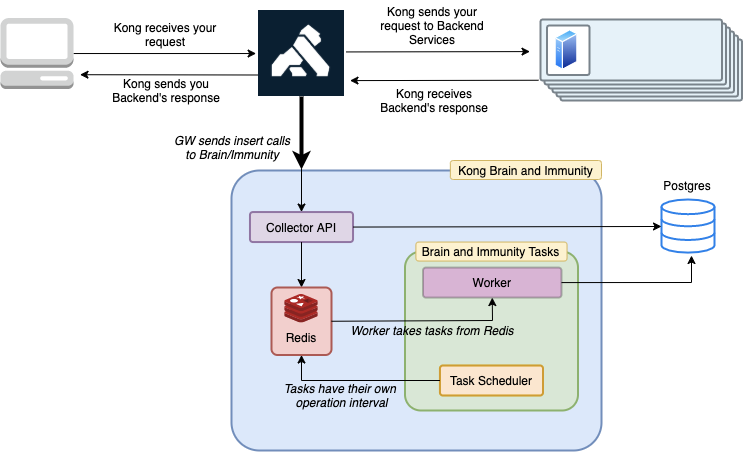 Kong receives your
request
Kong sends your
request to Backend
Services
Kong sends you
Backend's response
Kong receives
Backend's response
GW sends insert calls
to Brain/Immunity
Kong Brain and Immunity
Postgres
Collector API
Brain and Immunity Tasks
Worker
Redis
Worker takes tasks from Redis
Task Scheduler
Tasks have their own
operation interval